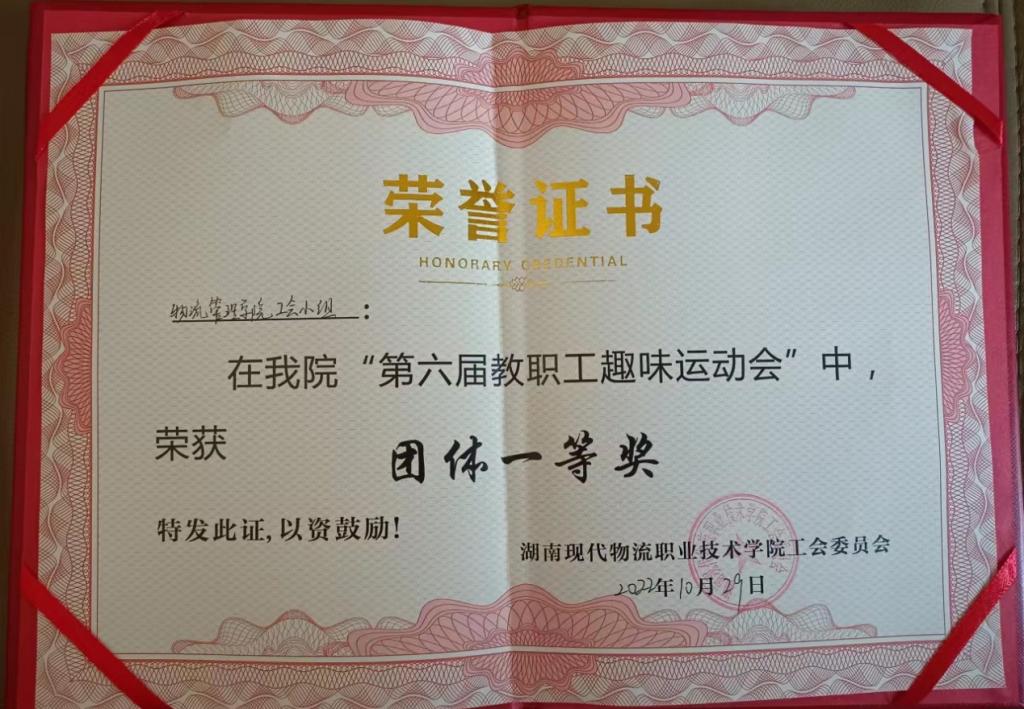 荣誉证书
HONORARY CREDENTIAL
物流管理学院工会小组：
在我院“第六届教职工趣味运动会”中，
荣获 团体一等奖
特发此证,以资鼓励!
湖南现代物流职业技术学院工会委员会
2022年10月29日